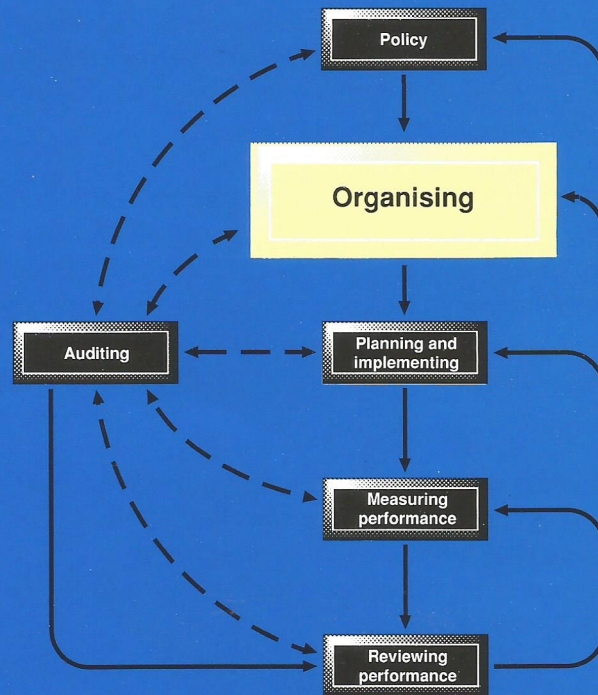 Policy
Organising
Auditing
Planning and
implementing
Measuring
performance
Reviewing
performance